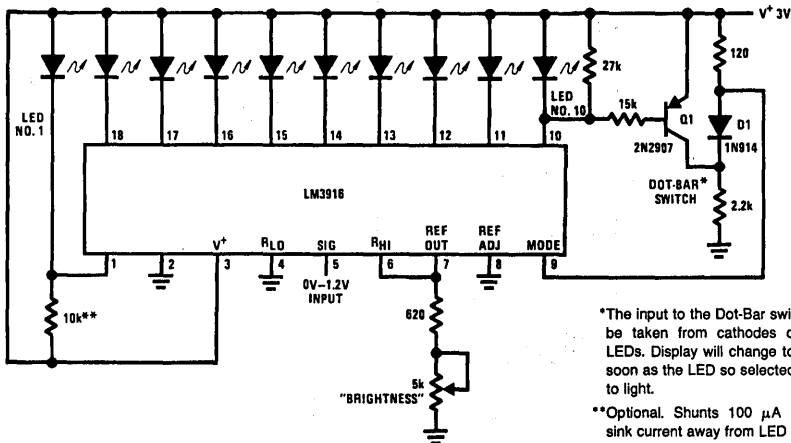 V+ 3V
120
27k
LED
NO. 10
15k
Q1
D1
LED
NO. 1
2N2907
1N914
18 17 16 15 14 13 12 11 10
DOT-BAR*
SWITCH
LM3916
2.2k
V+ RLO SIG RHI REF OUT REF ADJ MODE
1 2 3 4 5 6 7 8 9
0V–1.2V
INPUT
10k**
620
5k
"BRIGHTNESS"
*The input to the Dot-Bar swi
be taken from cathodes o
LEDs. Display will change to
soon as the LED so selected
to light.
**Optional. Shunts 100 µA
sink current away from LED